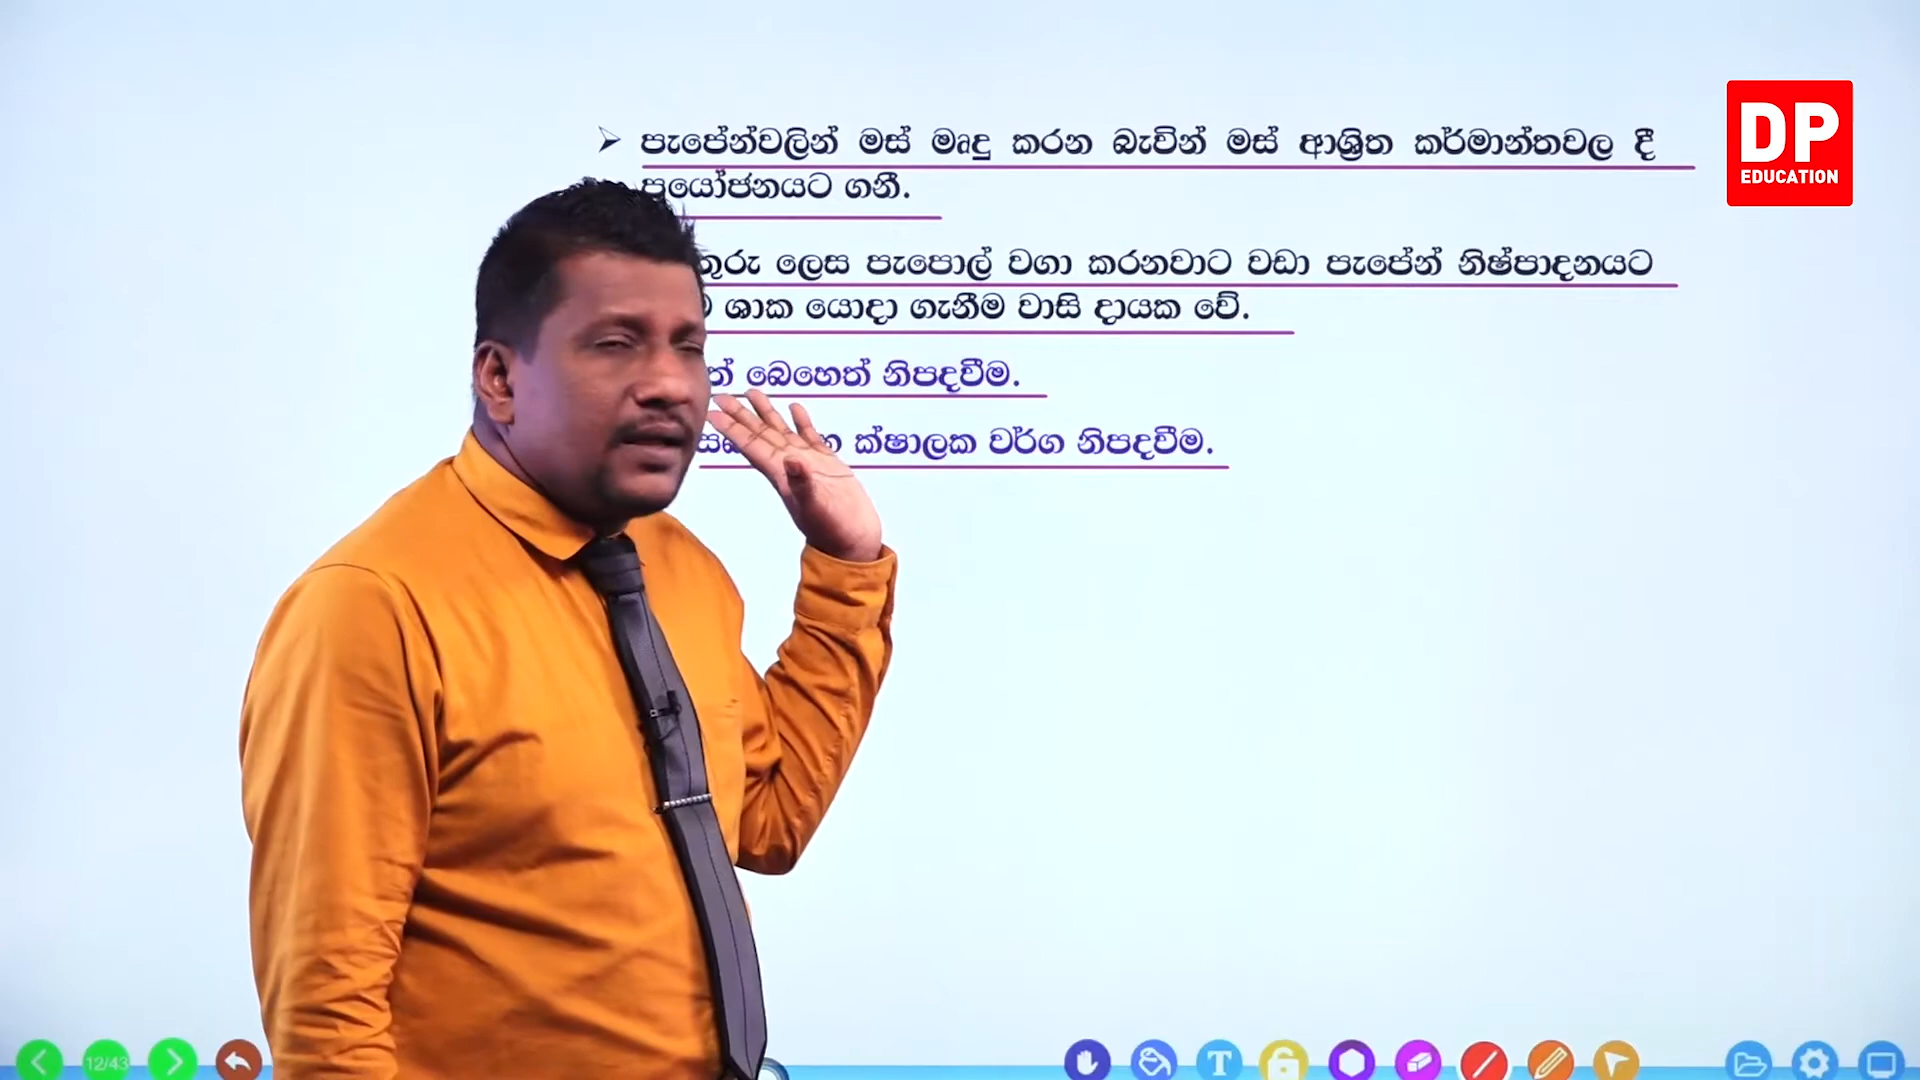 පැපේන්වලින් මස් මෘදු කරන බැවින් මස් ආශ්‍රිත කර්මාන්තවල දී
ප්‍රයෝජනයට ගනී.
ලෙස පැපොල් වගා කරනවාට වඩා පැපේන් නිෂ්පාදනයට
ශාක යොදා ගැනීම වාසි දායක වේ.
බෙහෙත් නිපදවීම.
ක්ෂාලක වර්ග නිපදවීම.
DP
EDUCATION
12/43
T